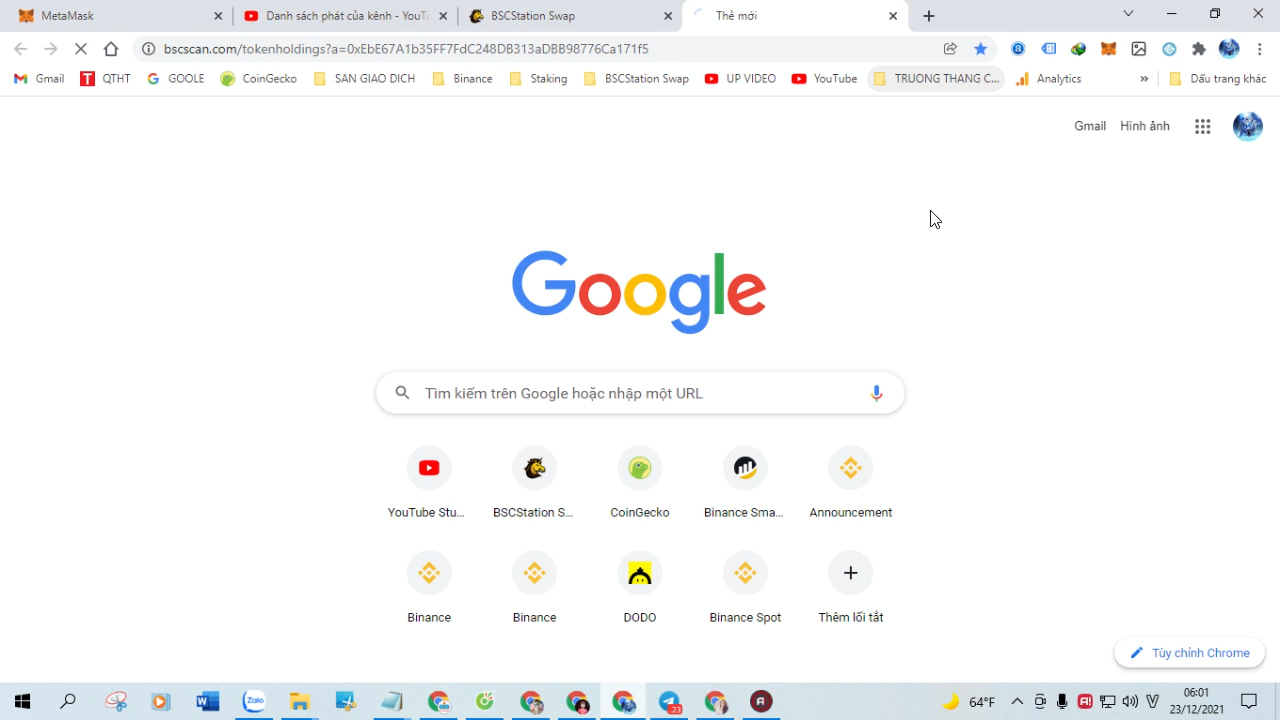 MetaMask
Danh sách phát của kênh - YouT
BSCStation Swap
Thẻ mới
bscscan.com/tokenholdings?a=0xEbE67A1b35FF7FdC248DB313aDBB98776Ca171f5
Gmail
QTHT
GOOLE
CoinGecko
SAN GIAO DICH
Binance
Staking
BSCStation Swap
UP VIDEO
YouTube
TRUONG THANG C...
Analytics
»
Dấu trang khác
Gmail
Hình ảnh
Google
Tìm kiếm trên Google hoặc nhập một URL
YouTube Stu...
BSCStation S...
CoinGecko
Binance Sma...
Announcement
Binance
Binance
DODO
Binance Spot
Thêm lối tắt
Tùy chỉnh Chrome
Zalo
23
64°F
06:01
23/12/2021